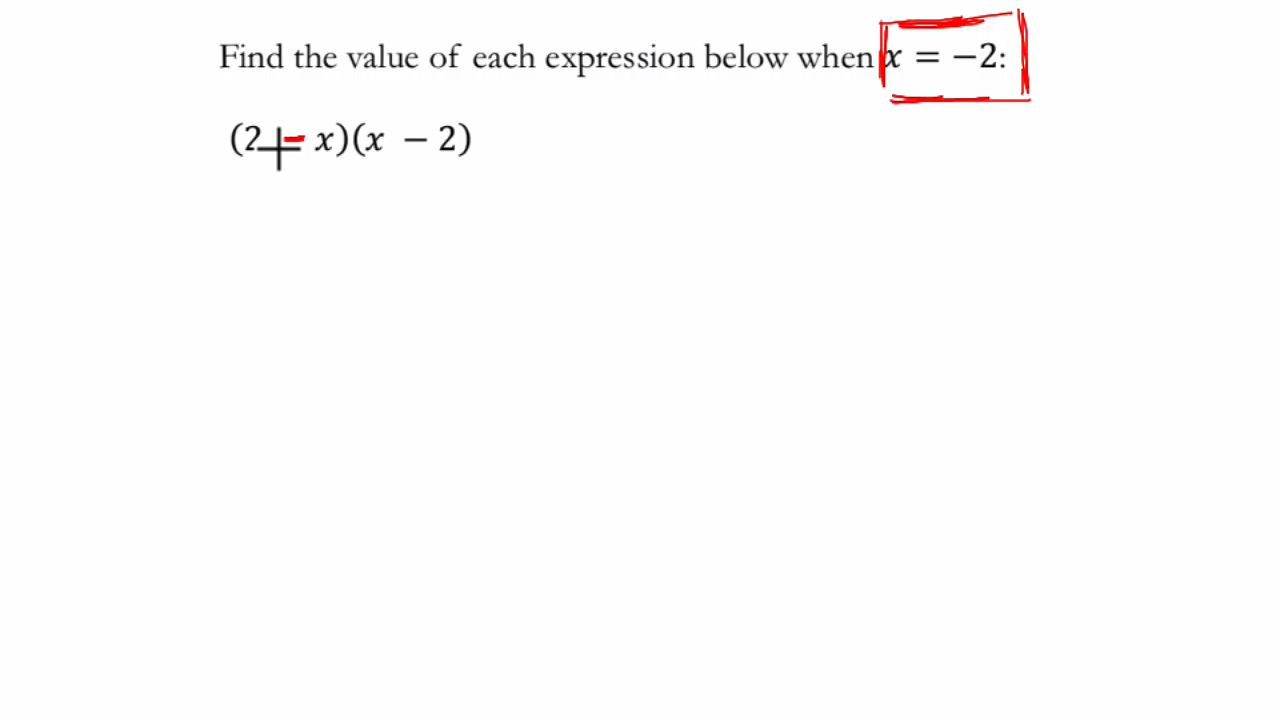 Find the value of each expression below when x = −2:
(2 − x)(x − 2)